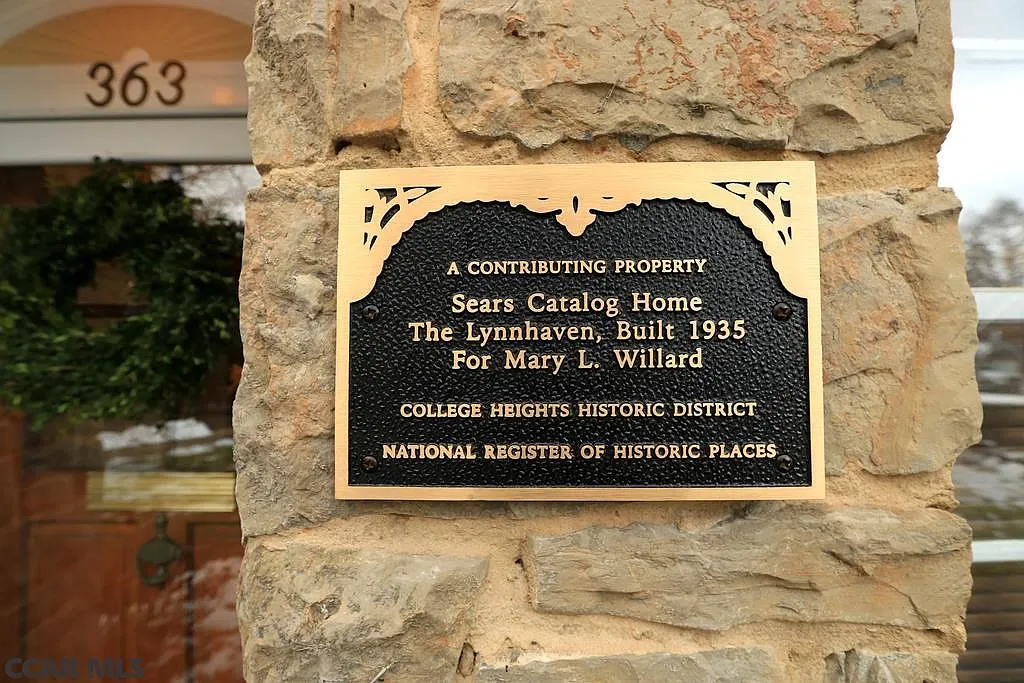 363
A CONTRIBUTING PROPERTY
Sears Catalog Home
The Lynnhaven, Built 1935
For Mary L. Willard
COLLEGE HEIGHTS HISTORIC DISTRICT
NATIONAL REGISTER OF HISTORIC PLACES
CCAR MLS